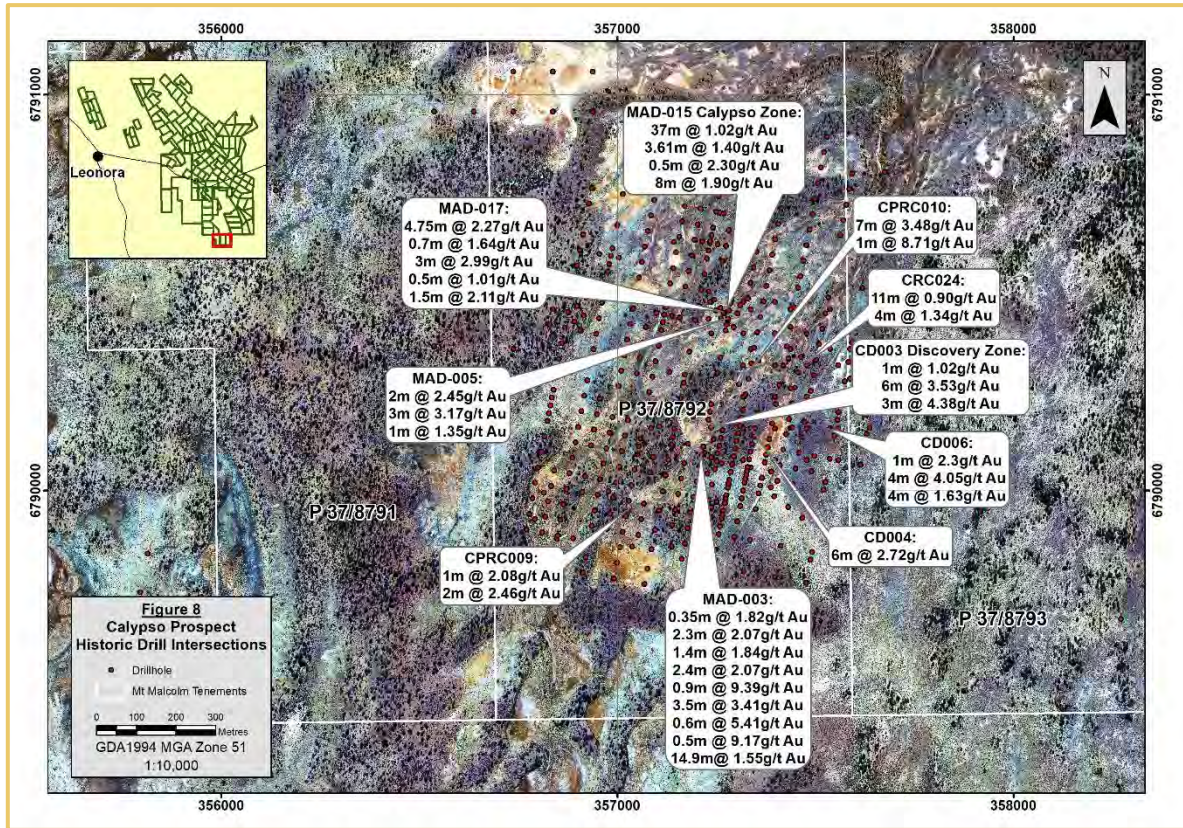 356000
357000
358000
6791000
6791000
N
Leonora
MAD-015 Calypso Zone:
37m @ 1.02g/t Au
3.61m @ 1.40g/t Au
0.5m @ 2.30g/t Au
8m @ 1.90g/t Au
MAD-017:
4.75m @ 2.27g/t Au
0.7m @ 1.64g/t Au
3m @ 2.99g/t Au
0.5m @ 1.01g/t Au
1.5m @ 2.11g/t Au
CPRC010:
7m @ 3.48g/t Au
1m @ 8.71g/t Au
CRC024:
11m @ 0.90g/t Au
4m @ 1.34g/t Au
CD003 Discovery Zone:
1m @ 1.02g/t Au
6m @ 3.53g/t Au
3m @ 4.38g/t Au
MAD-005:
2m @ 2.45g/t Au
3m @ 3.17g/t Au
1m @ 1.35g/t Au
P 37/8792
CD006:
1m @ 2.3g/t Au
4m @ 4.05g/t Au
4m @ 1.63g/t Au
6790000
6790000
P 37/8791
CD004:
6m @ 2.72g/t Au
CPRC009:
1m @ 2.08g/t Au
2m @ 2.46g/t Au
MAD-003:
0.35m @ 1.82g/t Au
2.3m @ 2.07g/t Au
1.4m @ 1.84g/t Au
2.4m @ 2.07g/t Au
0.9m @ 9.39g/t Au
3.5m @ 3.41g/t Au
0.6m @ 5.41g/t Au
0.5m @ 9.17g/t Au
14.9m@ 1.55g/t Au
P 37/8793
Figure 8
Calypso Prospect
Historic Drill Intersections
Drillhole
Mt Malcolm Tenements
0 100 200 300
Metres
GDA1994 MGA Zone 51
1:10,000
356000
357000
358000